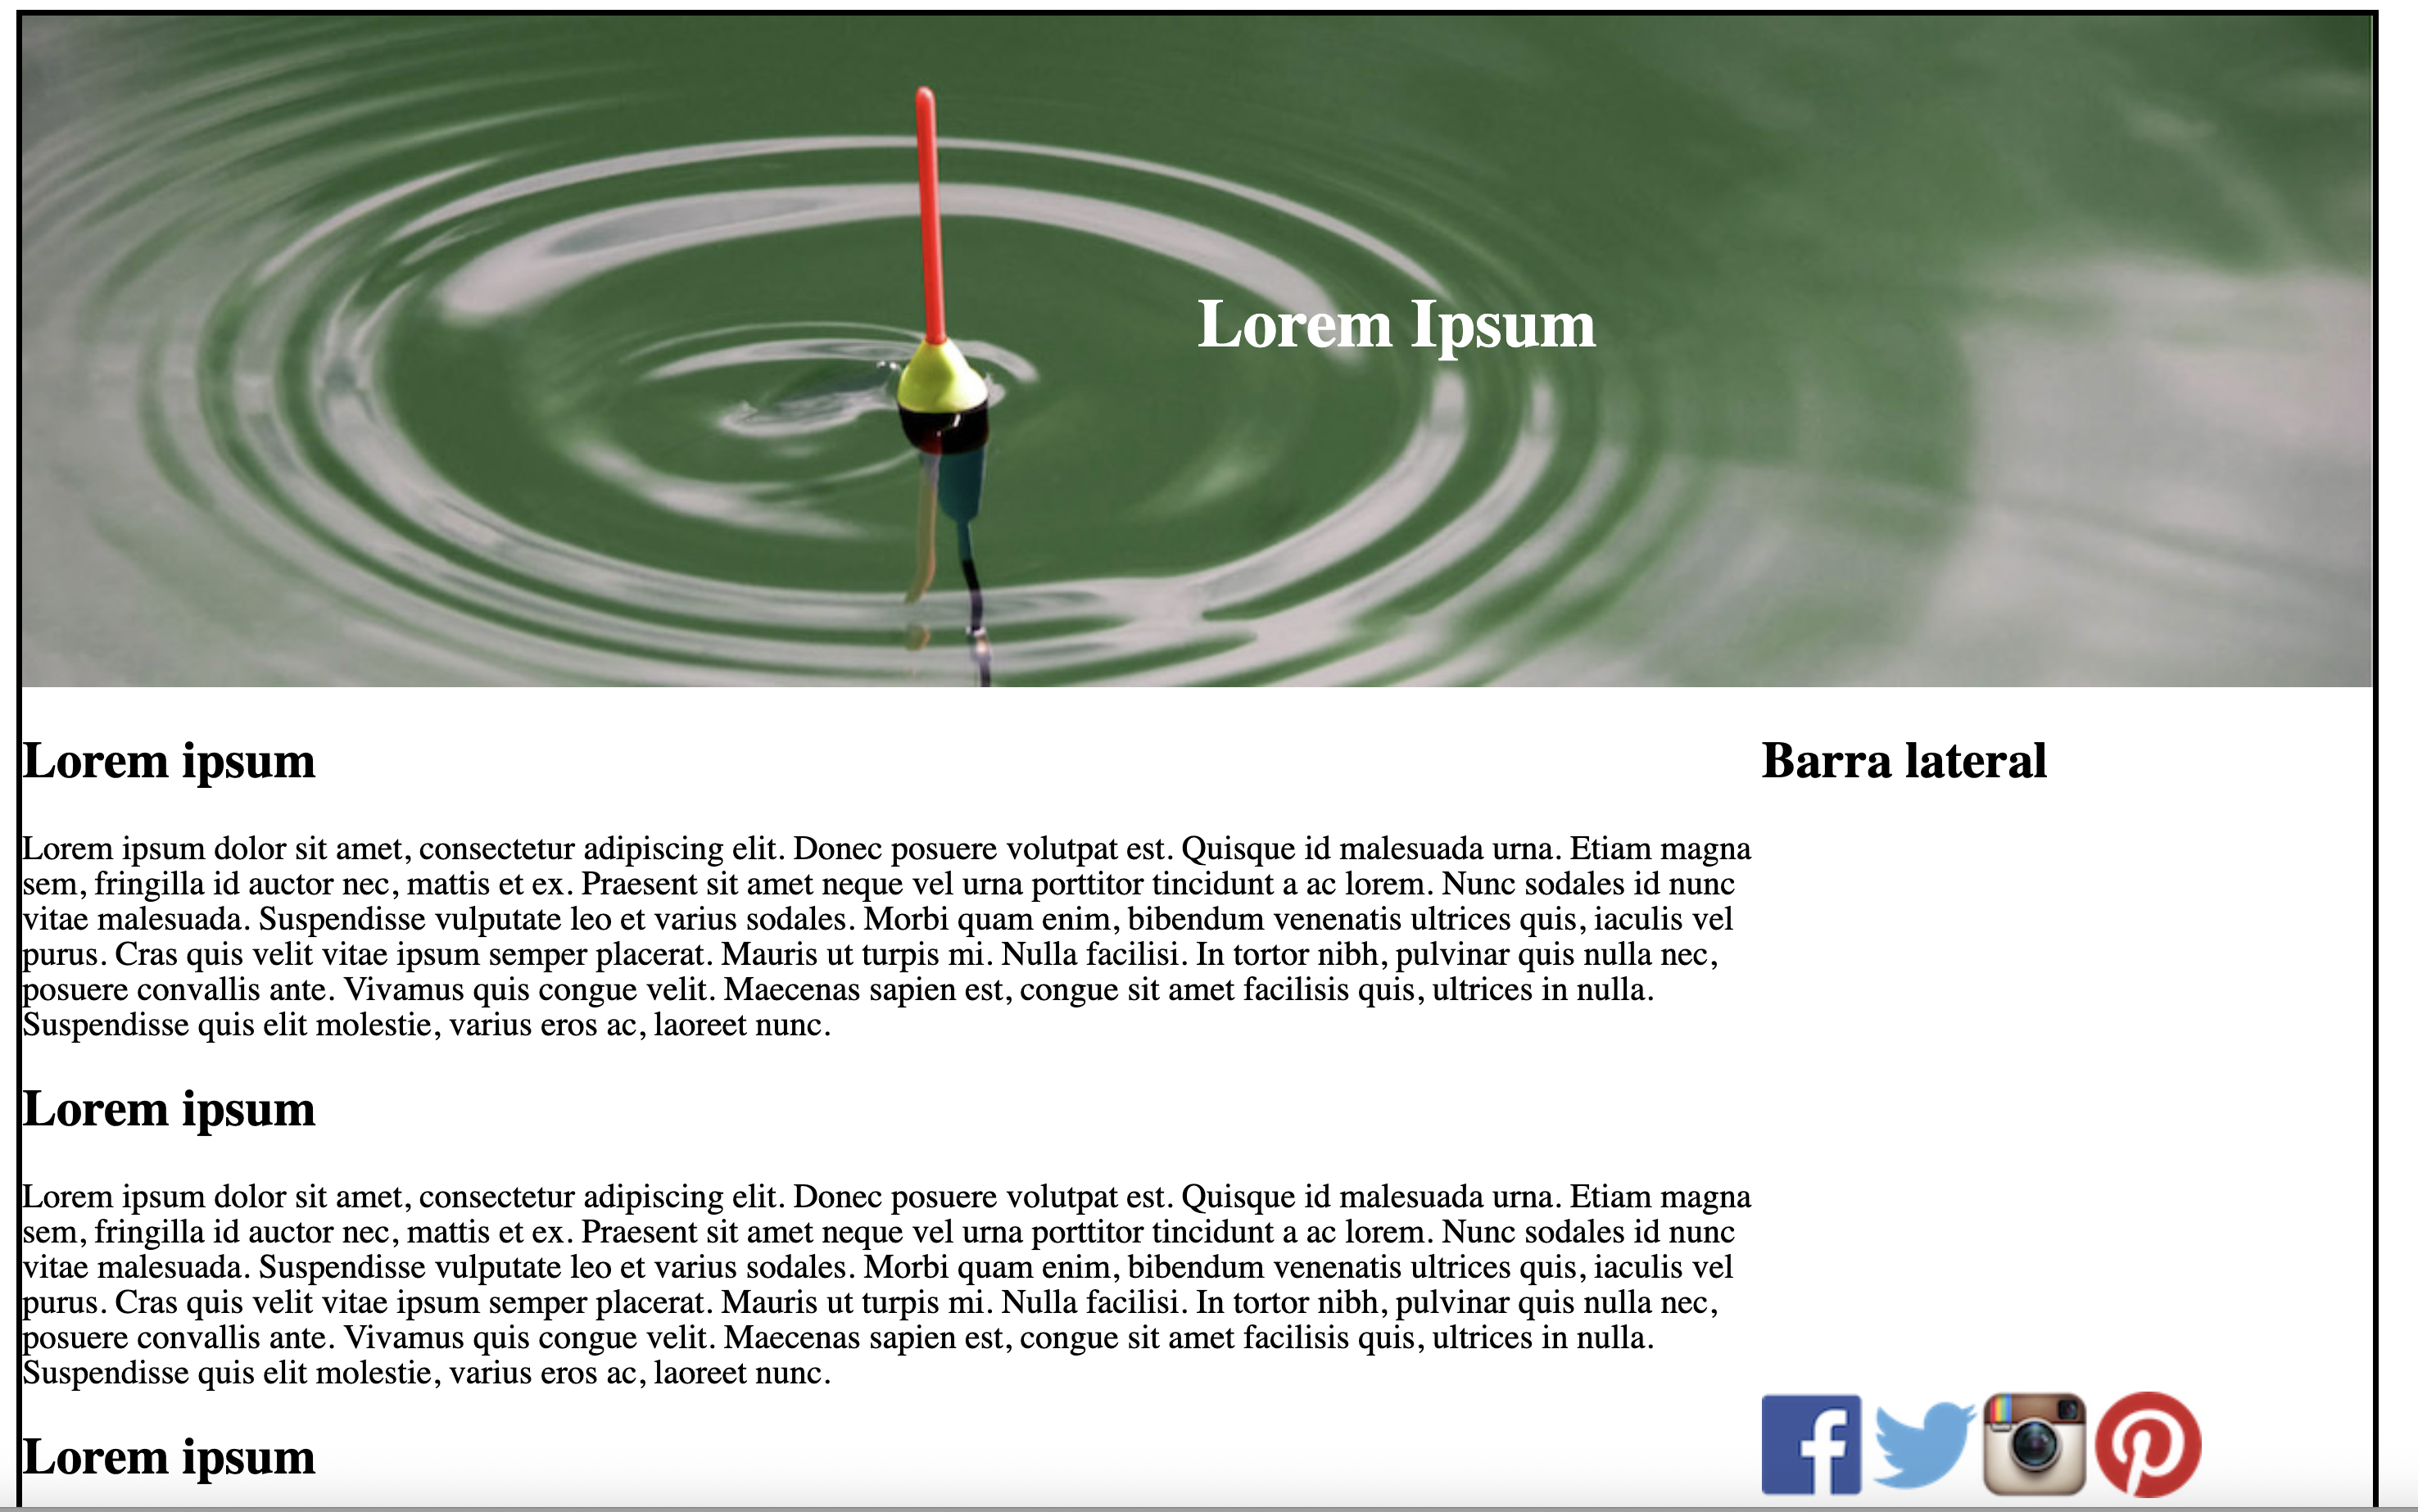 Lorem Ipsum
Lorem ipsum
Lorem ipsum dolor sit amet, consectetur adipiscing elit. Donec posuere volutpat est. Quisque id malesuada urna. Etiam magna
sem, fringilla id auctor nec, mattis et ex. Praesent sit amet neque vel urna porttitor tincidunt a ac lorem. Nunc sodales id nunc
vitae malesuada. Suspendisse vulputate leo et varius sodales. Morbi quam enim, bibendum venenatis ultrices quis, iaculis vel
purus. Cras quis velit vitae ipsum semper placerat. Mauris ut turpis mi. Nulla facilisi. In tortor nibh, pulvinar quis nulla nec,
posuere convallis ante. Vivamus quis congue velit. Maecenas sapien est, congue sit amet facilisis quis, ultrices in nulla.
Suspendisse quis elit molestie, varius eros ac, laoreet nunc.
Lorem ipsum
Lorem ipsum dolor sit amet, consectetur adipiscing elit. Donec posuere volutpat est. Quisque id malesuada urna. Etiam magna
sem, fringilla id auctor nec, mattis et ex. Praesent sit amet neque vel urna porttitor tincidunt a ac lorem. Nunc sodales id nunc
vitae malesuada. Suspendisse vulputate leo et varius sodales. Morbi quam enim, bibendum venenatis ultrices quis, iaculis vel
purus. Cras quis velit vitae ipsum semper placerat. Mauris ut turpis mi. Nulla facilisi. In tortor nibh, pulvinar quis nulla nec,
posuere convallis ante. Vivamus quis congue velit. Maecenas sapien est, congue sit amet facilisis quis, ultrices in nulla.
Suspendisse quis elit molestie, varius eros ac, laoreet nunc.
Lorem ipsum
Barra lateral